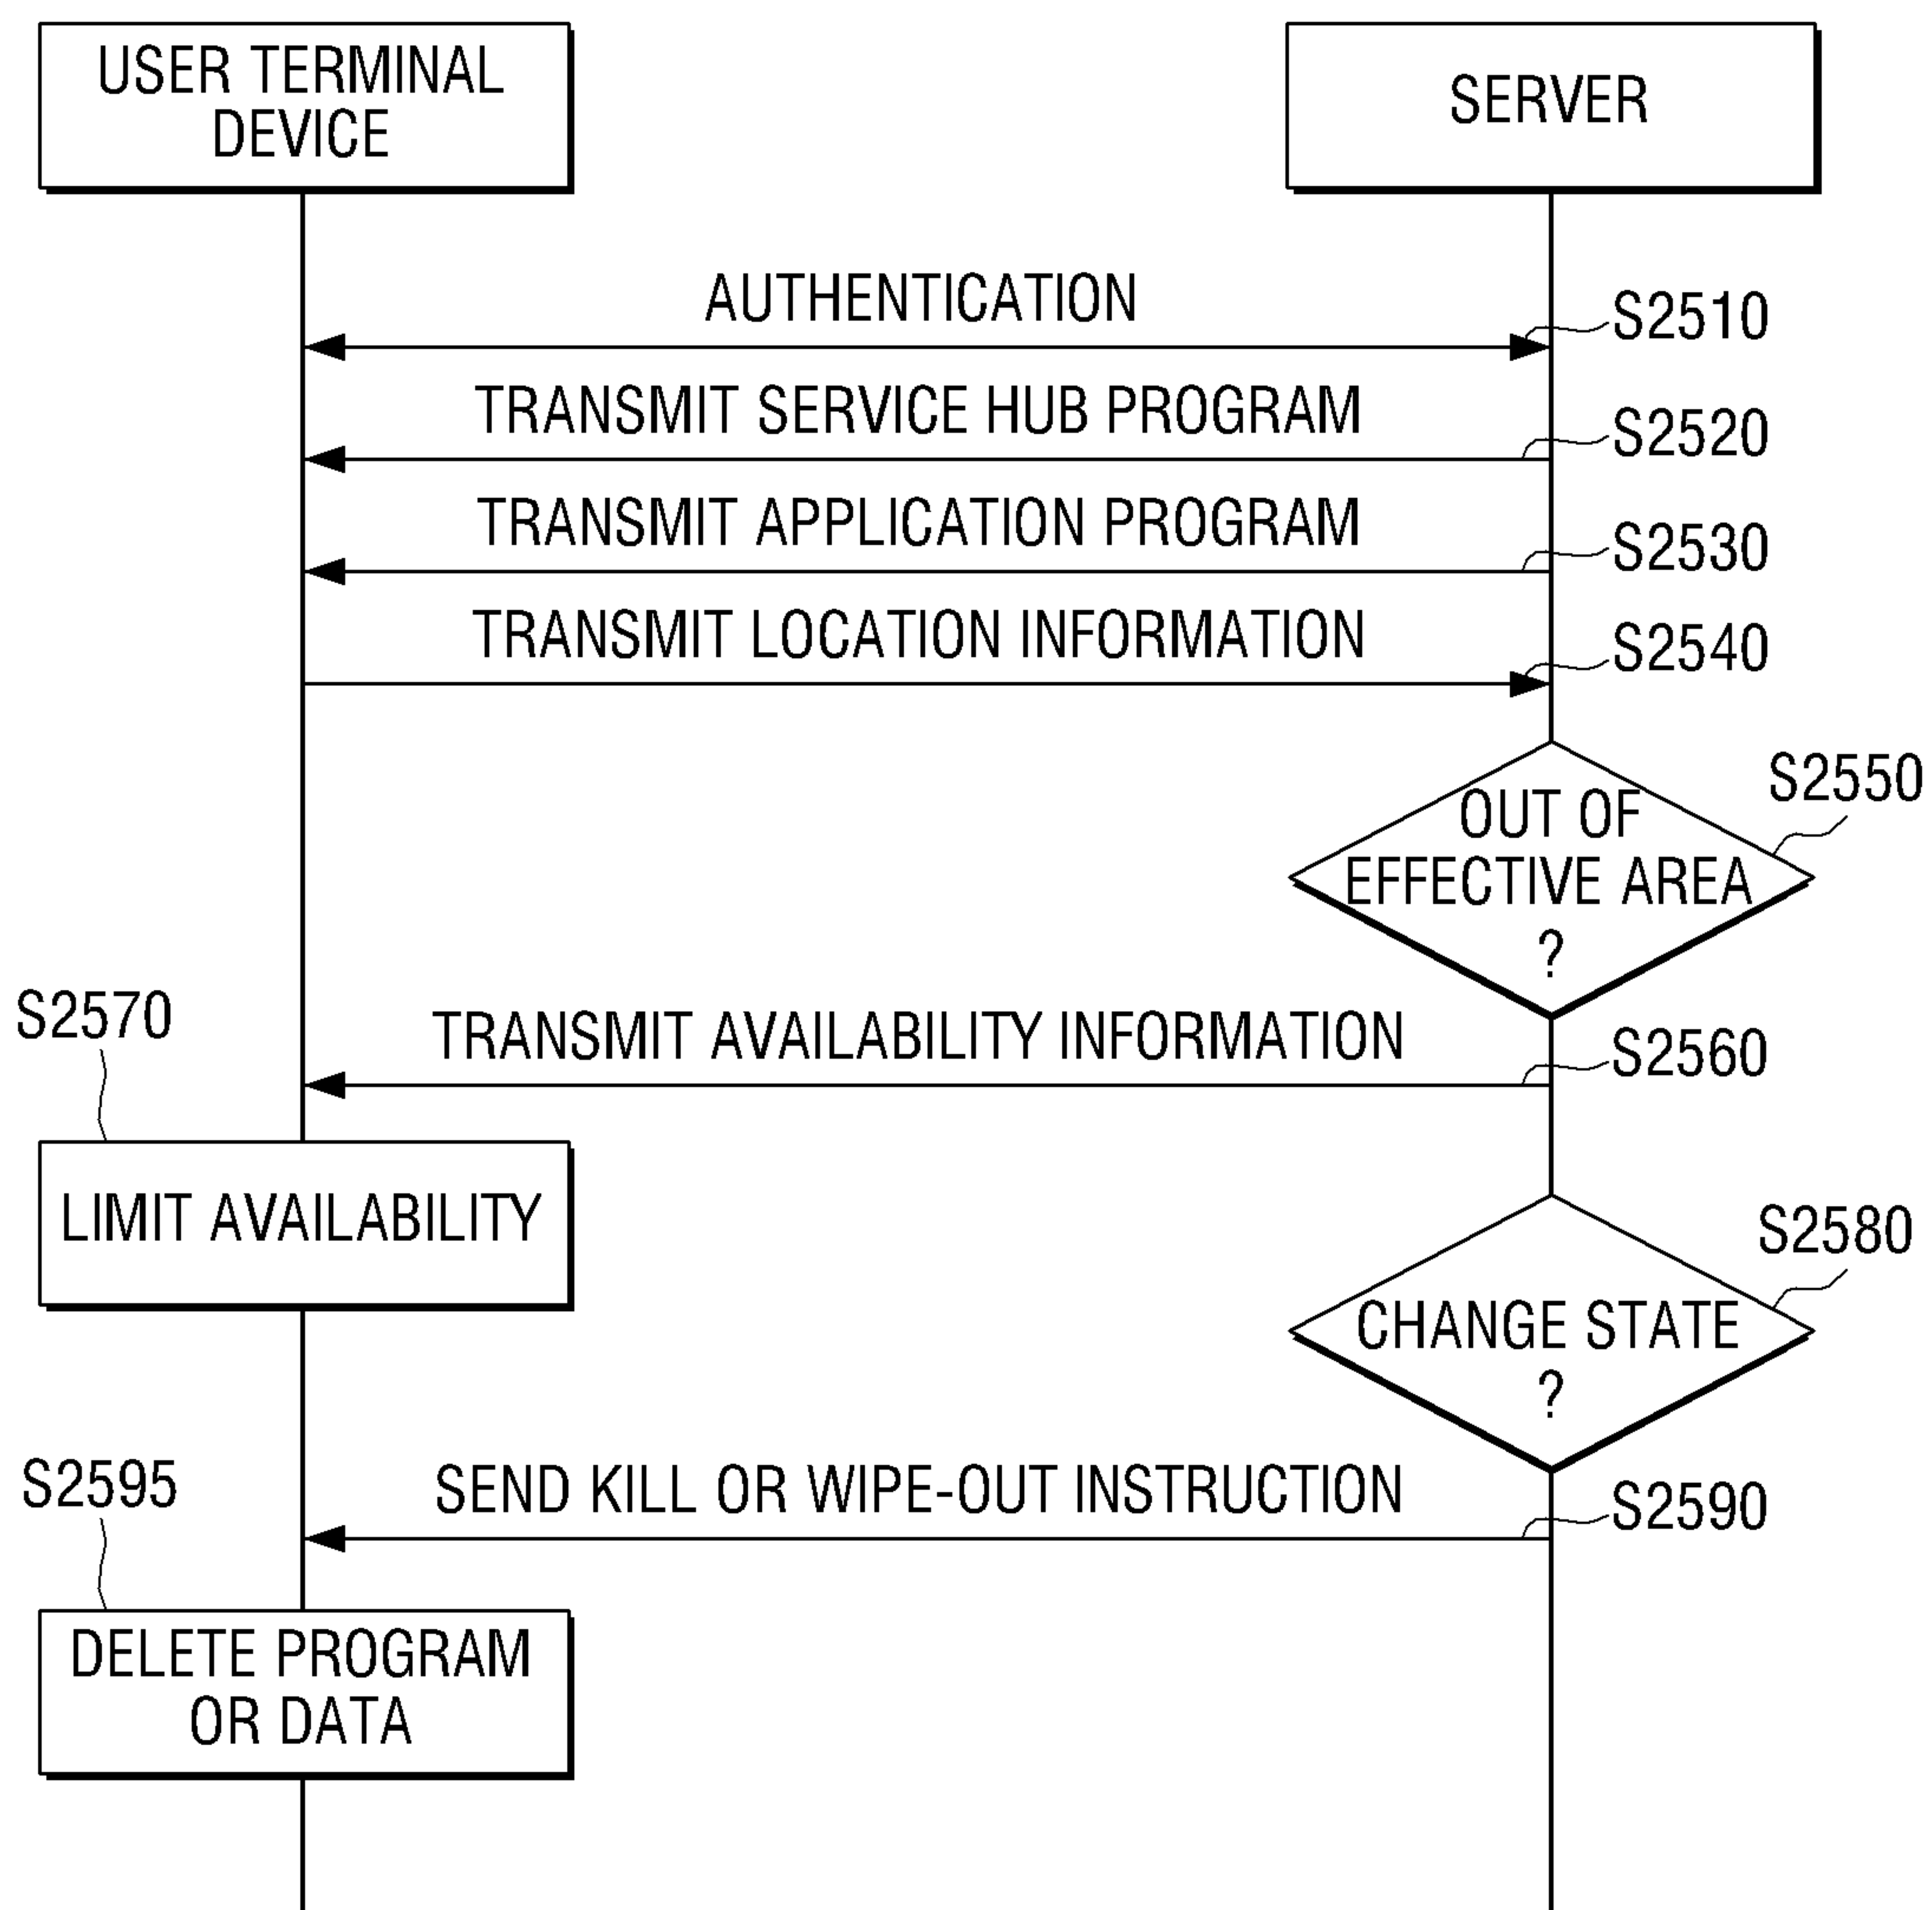 USER TERMINAL
DEVICE
SERVER
AUTHENTICATION
S2510
TRANSMIT SERVICE HUB PROGRAM
S2520
TRANSMIT APPLICATION PROGRAM
S2530
TRANSMIT LOCATION INFORMATION
S2540
S2550
OUT OF
EFFECTIVE AREA
?
S2570
TRANSMIT AVAILABILITY INFORMATION
S2560
LIMIT AVAILABILITY
S2580
CHANGE STATE
?
S2595
SEND KILL OR WIPE-OUT INSTRUCTION
S2590
DELETE PROGRAM
OR DATA